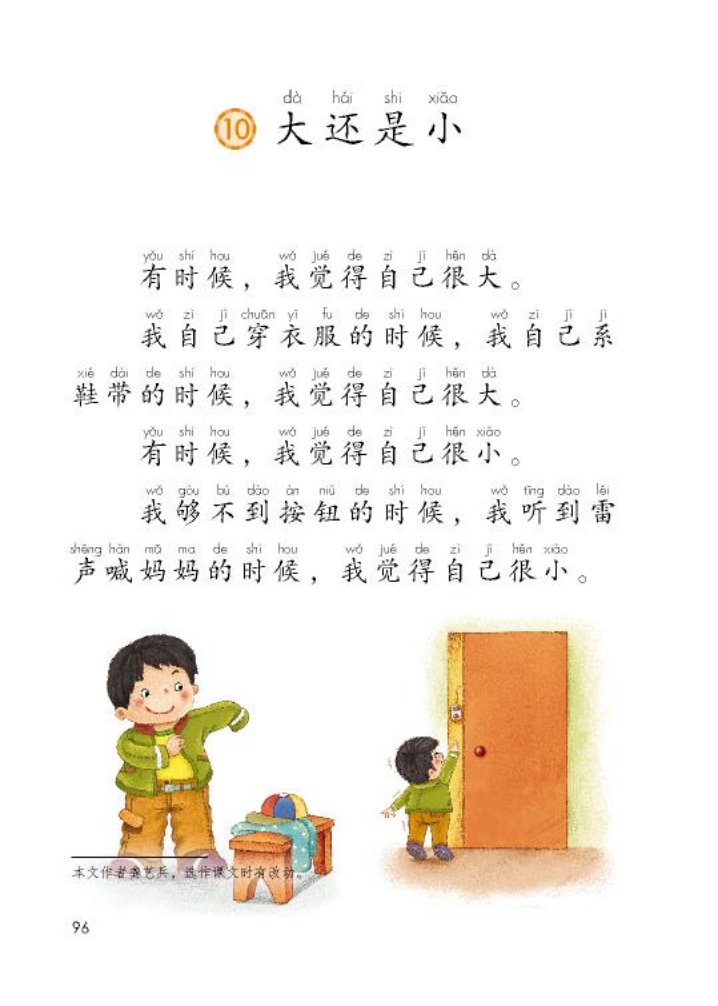 dà hái shi xiǎo
10 大还是小
yǒu shí hou wǒ jué de zì jǐ hěn dà
有时候，我觉得自己很大。
wǒ zì jǐ chuān yī fu de shí hou wǒ zì jǐ jì
我自己穿衣服的时候，我自己系
xié dài de shí hou wǒ jué de zì jǐ hěn dà
鞋带的时候，我觉得自己很大。
yǒu shí hou wǒ jué de zì jǐ hěn xiǎo
有时候，我觉得自己很小。
wǒ gòu bú dào àn niǔ de shí hou wǒ tīng dào léi
我够不到按钮的时候，我听到雷
shēng hǎn mā ma de shí hou wǒ jué de zì jǐ hěn xiǎo
声喊妈妈的时候，我觉得自己很小。
本文作者龚艺兵，选作课文时有改动。
96